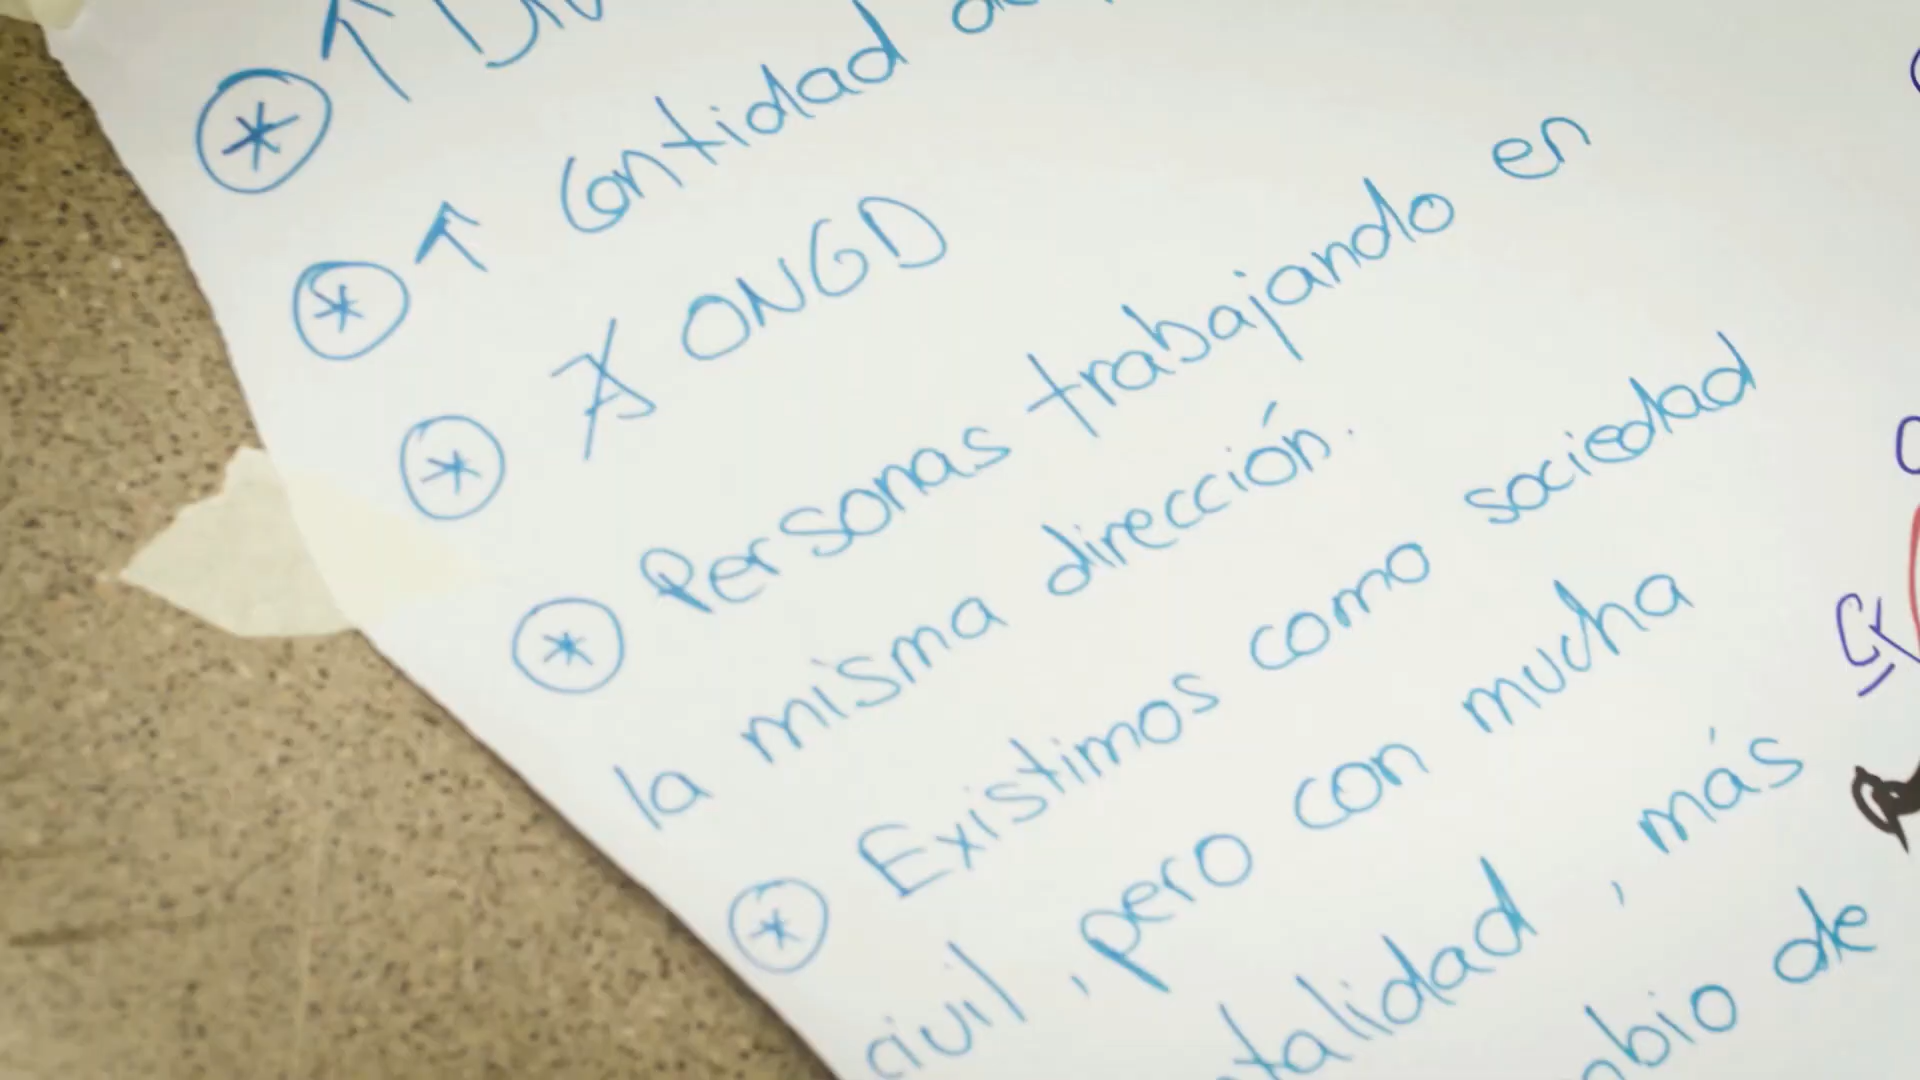 ↑
↑ Cantidad de
∄ ONGD
Personas trabajando en
la misma dirección.
Existimos como sociedad
civil, pero con mucha
talidad, más
mbio de